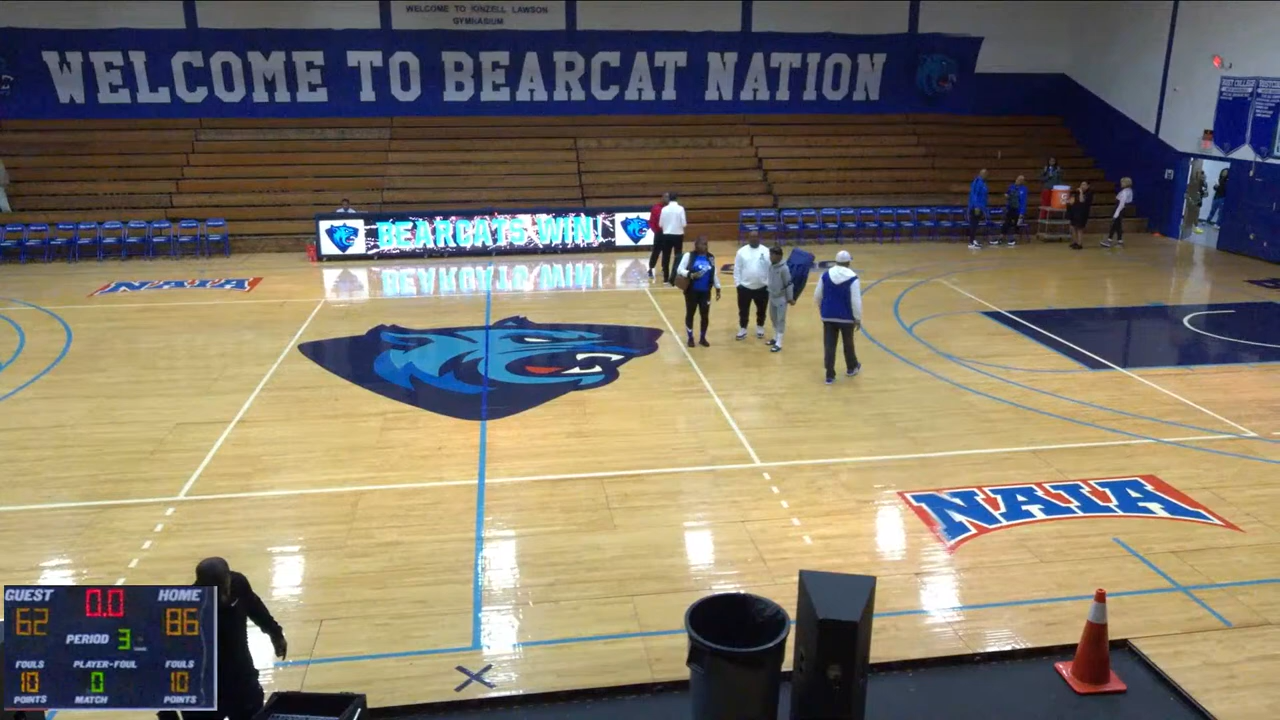 WELCOME TO IONZELL LAWSON
GYMNASIUM
WELCOME TO BEARCAT NATION
BEARCATS WIN!
NAIA
NAIA
GUEST 0.0 HOME
62 86
PERIOD 3
FOULS PLAYER-FOUL FOULS
10 0 10
POINTS MATCH POINTS